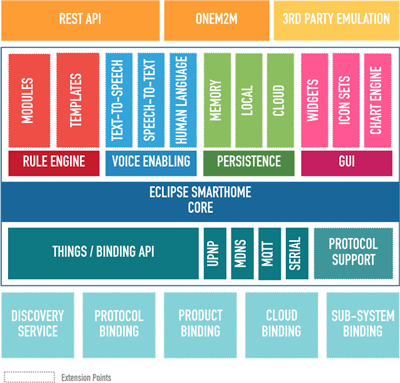 REST API
ONEM2M
3RD PARTY EMULATION
MODULES
TEMPLATES
TEXT-TO-SPEECH
SPEECH-TO-TEXT
HUMAN LANGUAGE
MEMORY
LOCAL
CLOUD
WIDGETS
ICON SETS
CHART ENGINE
RULE ENGINE
VOICE ENABLING
PERSISTENCE
GUI
ECLIPSE SMARTHOME
CORE
THINGS / BINDING API
UPNP
MDNS
MQTT
SERIAL
PROTOCOL
SUPPORT
DISCOVERY
SERVICE
PROTOCOL
BINDING
PRODUCT
BINDING
CLOUD
BINDING
SUB-SYSTEM
BINDING
Extension Points